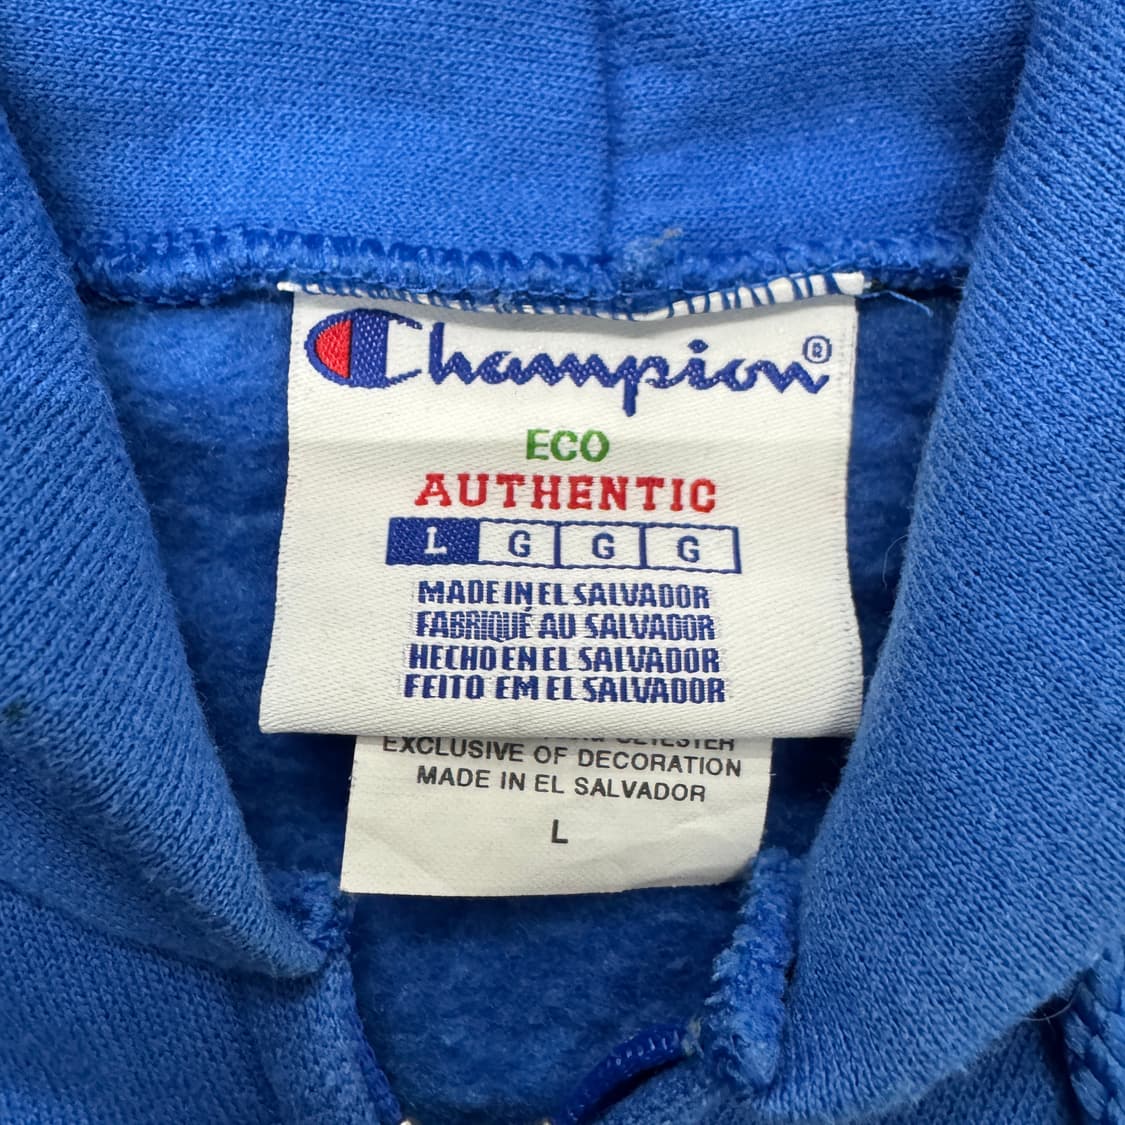 Champion®
ECO
AUTHENTIC
L G G G
MADE IN EL SALVADOR
FABRIQUÉ AU SALVADOR
HECHO EN EL SALVADOR
FEITO EM EL SALVADOR
EXCLUSIVE OF DECORATION
MADE IN EL SALVADOR
L